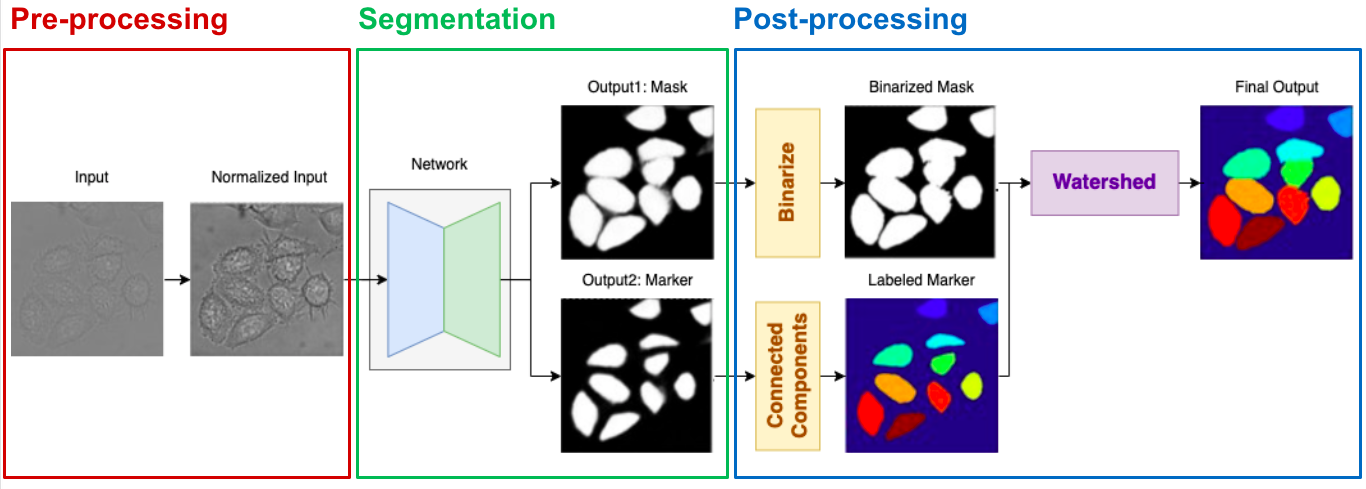 Pre-processing
Segmentation
Post-processing
Input
Normalized Input
Network
Output1: Mask
Output2: Marker
Binarize
Connected
Components
Binarized Mask
Labeled Marker
Watershed
Final Output